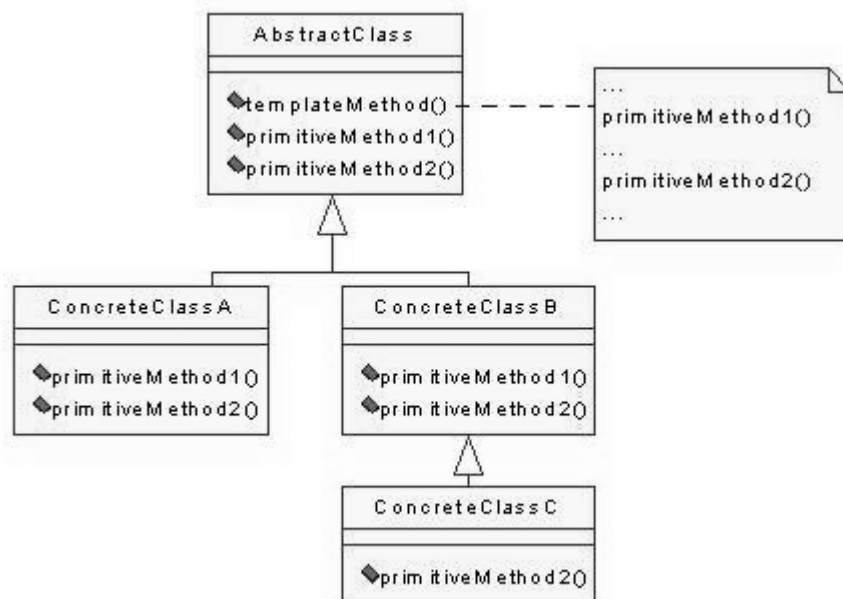 AbstractClass
templateMethod()
primitiveMethod1()
primitiveMethod2()
...
primitiveMethod1()
...
primitiveMethod2()
...
ConcreteClassA
primitiveMethod1()
primitiveMethod2()
ConcreteClassB
primitiveMethod1()
primitiveMethod2()
ConcreteClassC
primitiveMethod2()